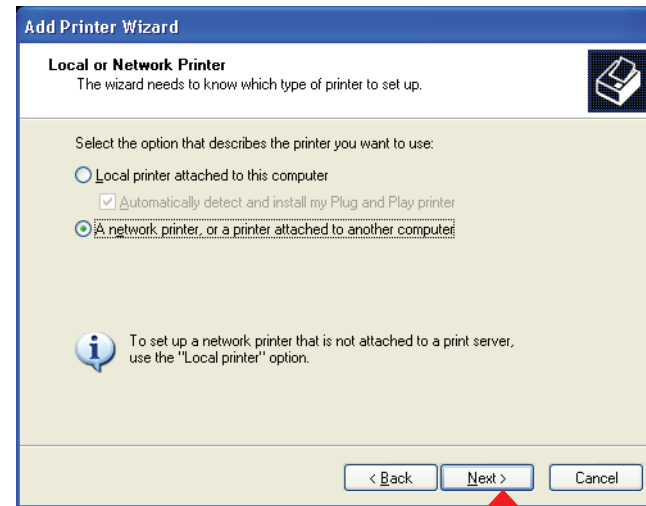 Add Printer Wizard
Local or Network Printer
The wizard needs to know which type of printer to set up.
Select the option that describes the printer you want to use:
Local printer attached to this computer
Automatically detect and install my Plug and Play printer
A network printer, or a printer attached to another computer
To set up a network printer that is not attached to a print server,
use the "Local printer" option.
< Back Next > Cancel